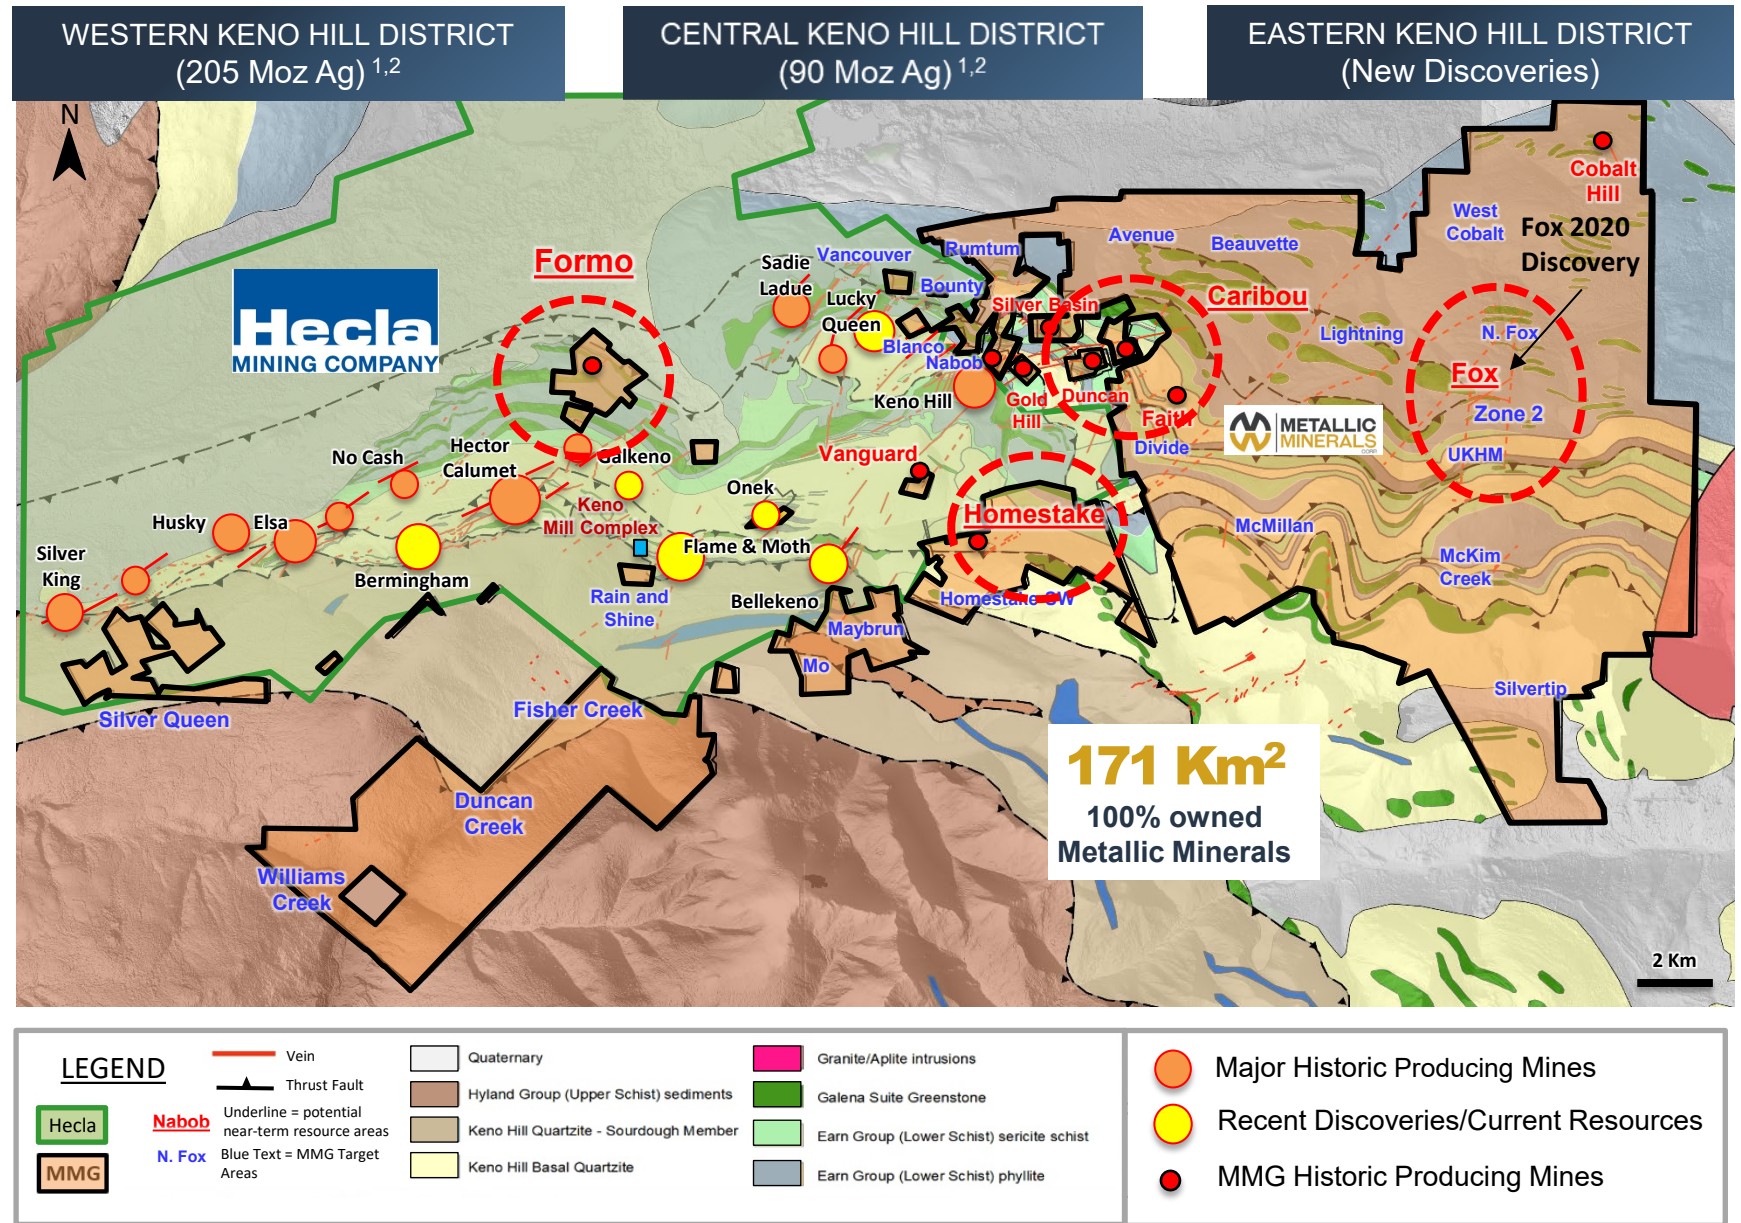 WESTERN KENO HILL DISTRICT
(205 Moz Ag) 1,2
CENTRAL KENO HILL DISTRICT
(90 Moz Ag) 1,2
EASTERN KENO HILL DISTRICT
(New Discoveries)
N
Cobalt
Hill
West
Cobalt
Fox 2020
Discovery
Avenue
Beauvette
Rumtum
Vancouver
Formo
Sadie
Ladue
Bounty
Lucky
Queen
Silver Basin
Caribou
Hecla
MINING COMPANY
Lightning
N. Fox
Blanco
Nabob
Fox
Keno Hill
Gold
Hill
Duncan
Faith
Zone 2
METALLIC
MINERALS
CORP.
Divide
UKHM
Hector
Calumet
No Cash
Galkeno
Vanguard
Onek
Keno
Mill Complex
Homestake
McMillan
Husky
Elsa
Flame & Moth
McKim
Creek
Silver
King
Bermingham
Rain and
Shine
Bellekeno
Homestake SW
Maybrun
Mo
Silvertip
Silver Queen
Fisher Creek
171 Km2
100% owned
Metallic Minerals
Duncan
Creek
Williams
Creek
2 Km
LEGEND
Hecla
MMG
Vein
Thrust Fault
Nabob
Underline = potential
near-term resource areas
N. Fox
Blue Text = MMG Target
Areas
Quaternary
Hyland Group (Upper Schist) sediments
Keno Hill Quartzite - Sourdough Member
Keno Hill Basal Quartzite
Granite/Aplite intrusions
Galena Suite Greenstone
Earn Group (Lower Schist) sericite schist
Earn Group (Lower Schist) phyllite
Major Historic Producing Mines
Recent Discoveries/Current Resources
MMG Historic Producing Mines